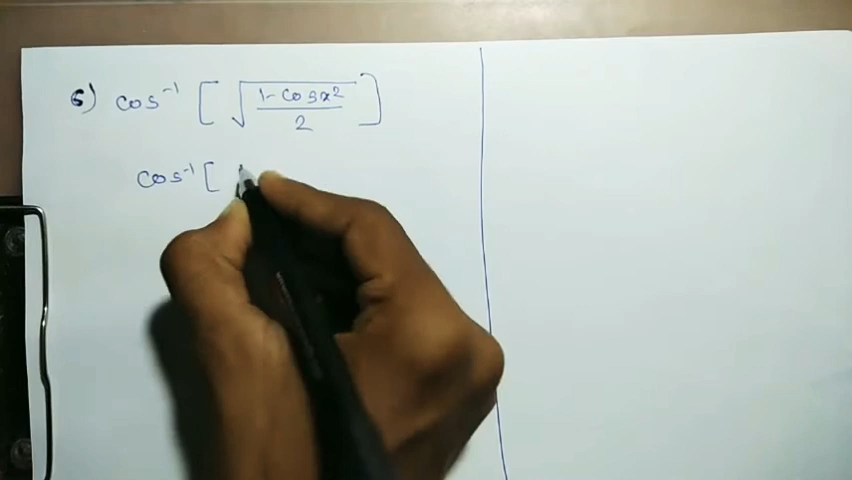 6) cos⁻¹ [ √((1-cosx²)/2) ]
cos⁻¹ [